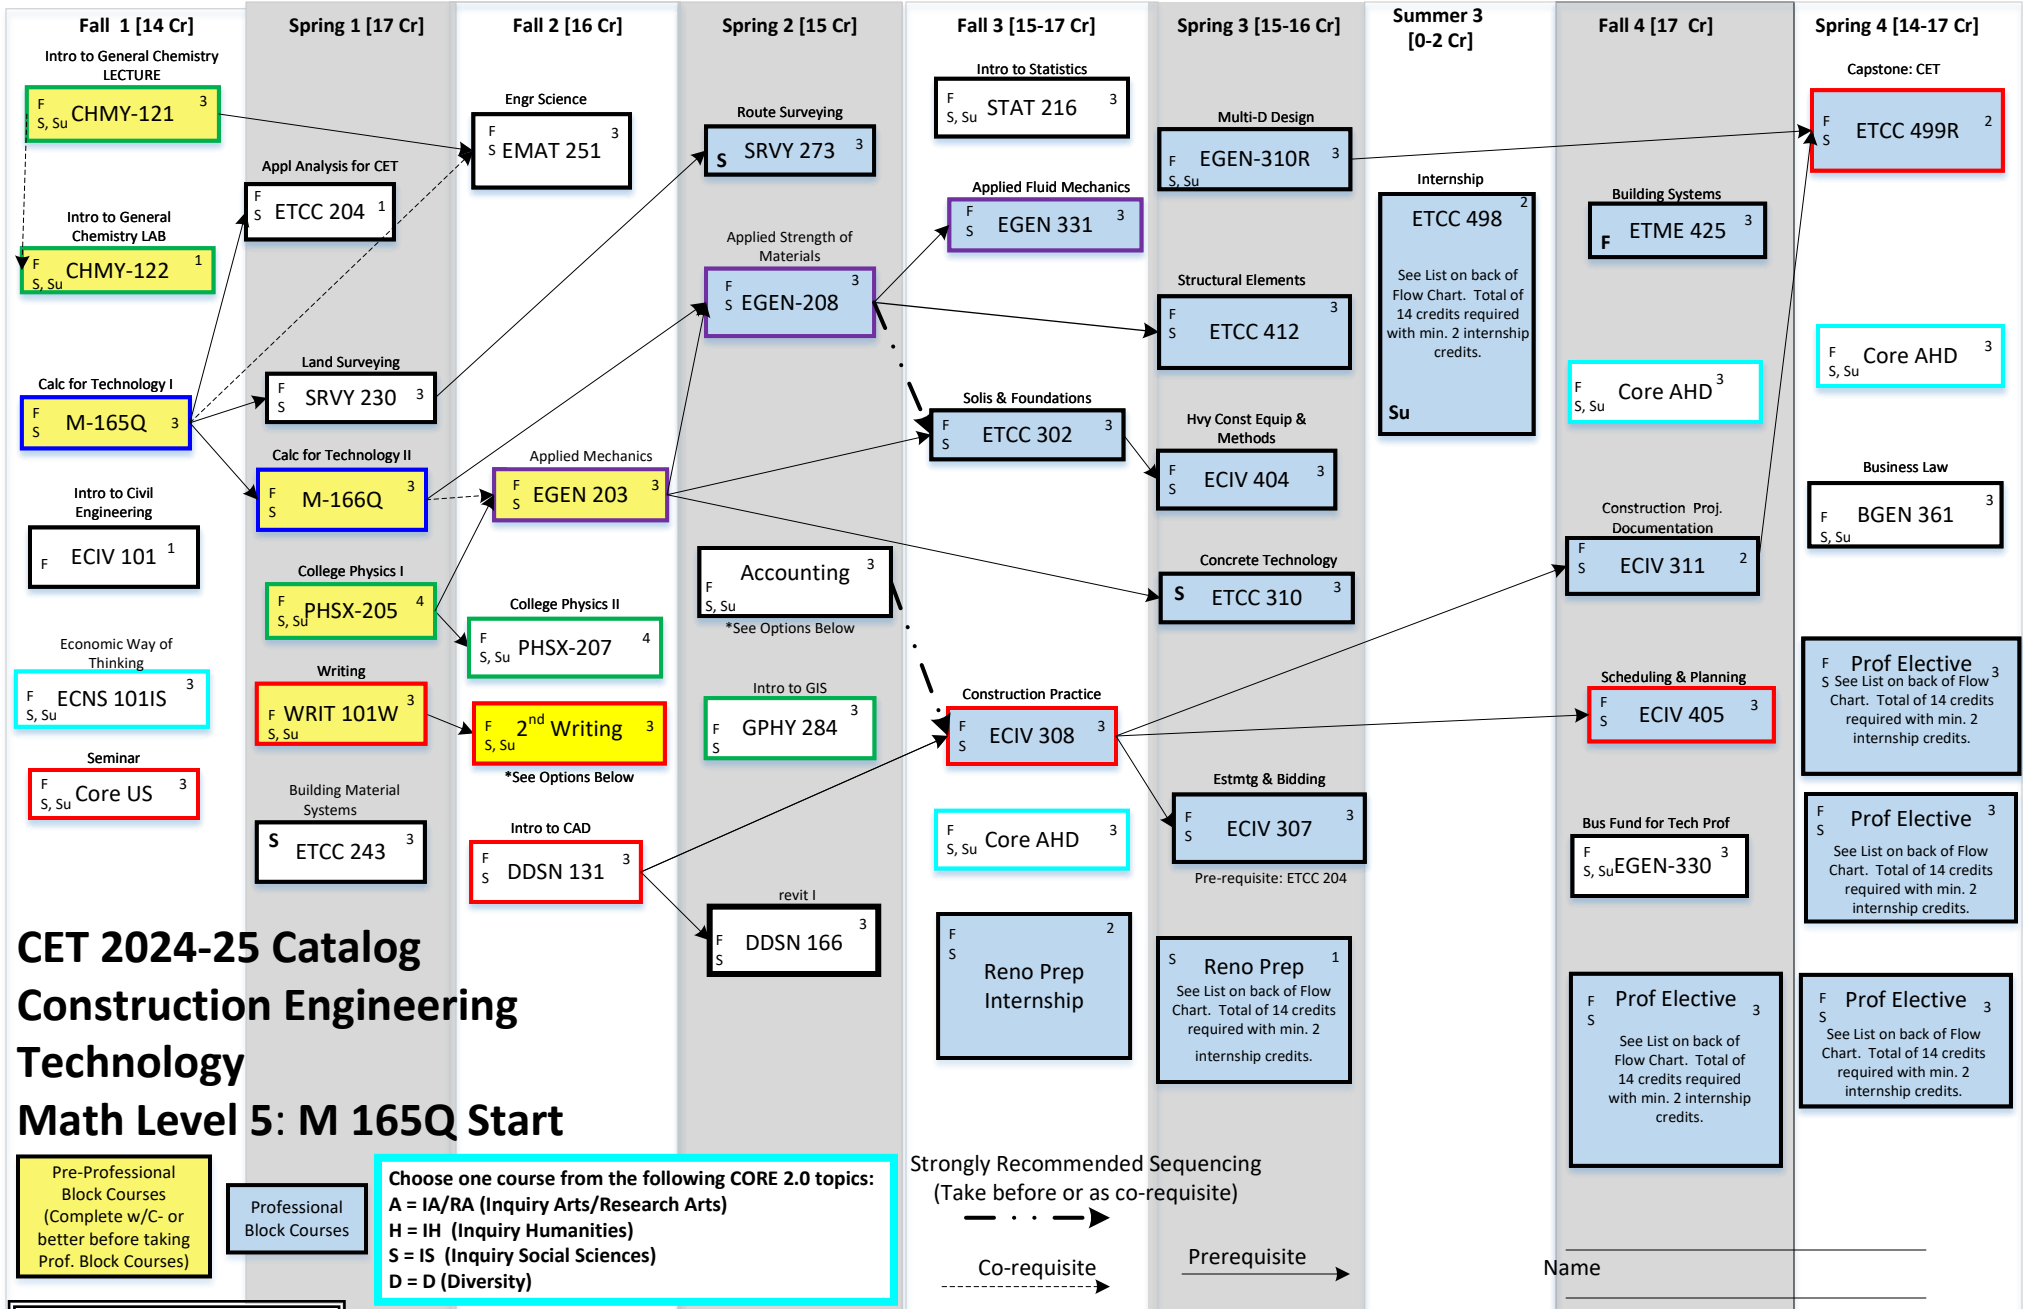 Fall 1 [14 Cr]
Intro to General Chemistry
LECTURE
F
S, Su
CHMY-121
3
Intro to General
Chemistry LAB
F
S, Su
CHMY-122
1
Calc for Technology I
F
S
M-165Q
3
Intro to Civil
Engineering
F
ECIV 101
1
Economic Way of
Thinking
F
S, Su
ECNS 101IS
3
Seminar
F
S, Su
Core US
3
Spring 1 [17 Cr]
Appl Analysis for CET
F
S
ETCC 204
1
Land Surveying
F
S
SRVY 230
3
Calc for Technology II
F
S
M-166Q
3
College Physics I
F
S, Su
PHSX-205
4
Writing
F
S, Su
WRIT 101W
3
Building Material
Systems
S
ETCC 243
3
Fall 2 [16 Cr]
Engr Science
F
S
EMAT 251
3
Applied Mechanics
F
S
EGEN 203
3
College Physics II
F
S, Su
PHSX-207
4
F
S, Su
2nd Writing
3
*See Options Below
Intro to CAD
F
S
DDSN 131
3
Spring 2 [15 Cr]
Route Surveying
S
SRVY 273
3
Applied Strength of
Materials
F
S
EGEN-208
3
F
S, Su
Accounting
3
*See Options Below
Intro to GIS
F
S
GPHY 284
3
revit I
F
S
DDSN 166
3
Fall 3 [15-17 Cr]
Intro to Statistics
F
S, Su
STAT 216
3
Applied Fluid Mechanics
F
S
EGEN 331
3
Solis & Foundations
F
S
ETCC 302
3
Construction Practice
F
S
ECIV 308
3
F
S, Su
Core AHD
3
F
S
2
Reno Prep
Internship
Spring 3 [15-16 Cr]
Multi-D Design
F
S, Su
EGEN-310R
3
Structural Elements
F
S
ETCC 412
3
Hvy Const Equip &
Methods
F
S
ECIV 404
3
Concrete Technology
S
ETCC 310
3
Estmtg & Bidding
F
S
ECIV 307
3
Pre-requisite: ETCC 204
S
Reno Prep
1
See List on back of Flow
Chart. Total of 14 credits
required with min. 2
internship credits.
Summer 3
[0-2 Cr]
Internship
ETCC 498
2
See List on back of
Flow Chart. Total of
14 credits required
with min. 2 internship
credits.
Su
Fall 4 [17 Cr]
Building Systems
F
ETME 425
3
F
S, Su
Core AHD
3
Construction Proj.
Documentation
F
S
ECIV 311
2
Scheduling & Planning
F
S
ECIV 405
3
Bus Fund for Tech Prof
F
S, Su
EGEN-330
3
F
S
Prof Elective
3
See List on back of
Flow Chart. Total of
14 credits required
with min. 2 internship
credits.
Spring 4 [14-17 Cr]
Capstone: CET
F
S
ETCC 499R
2
F
S, Su
Core AHD
3
Business Law
F
S, Su
BGEN 361
3
F
S
Prof Elective
3
See List on back of Flow
Chart. Total of 14 credits
required with min. 2
internship credits.
F
S
Prof Elective
3
See List on back of Flow
Chart. Total of 14 credits
required with min. 2
internship credits.
F
S
Prof Elective
3
See List on back of Flow
Chart. Total of 14 credits
required with min. 2
internship credits.
CET 2024-25 Catalog
Construction Engineering
Technology
Math Level 5: M 165Q Start
Pre-Professional
Block Courses
(Complete w/C- or
better before taking
Prof. Block Courses)
Professional
Block Courses
Choose one course from the following CORE 2.0 topics:
A = IA/RA (Inquiry Arts/Research Arts)
H = IH (Inquiry Humanities)
S = IS (Inquiry Social Sciences)
D = D (Diversity)
Strongly Recommended Sequencing
(Take before or as co-requisite)
Co-requisite
Prerequisite
Name